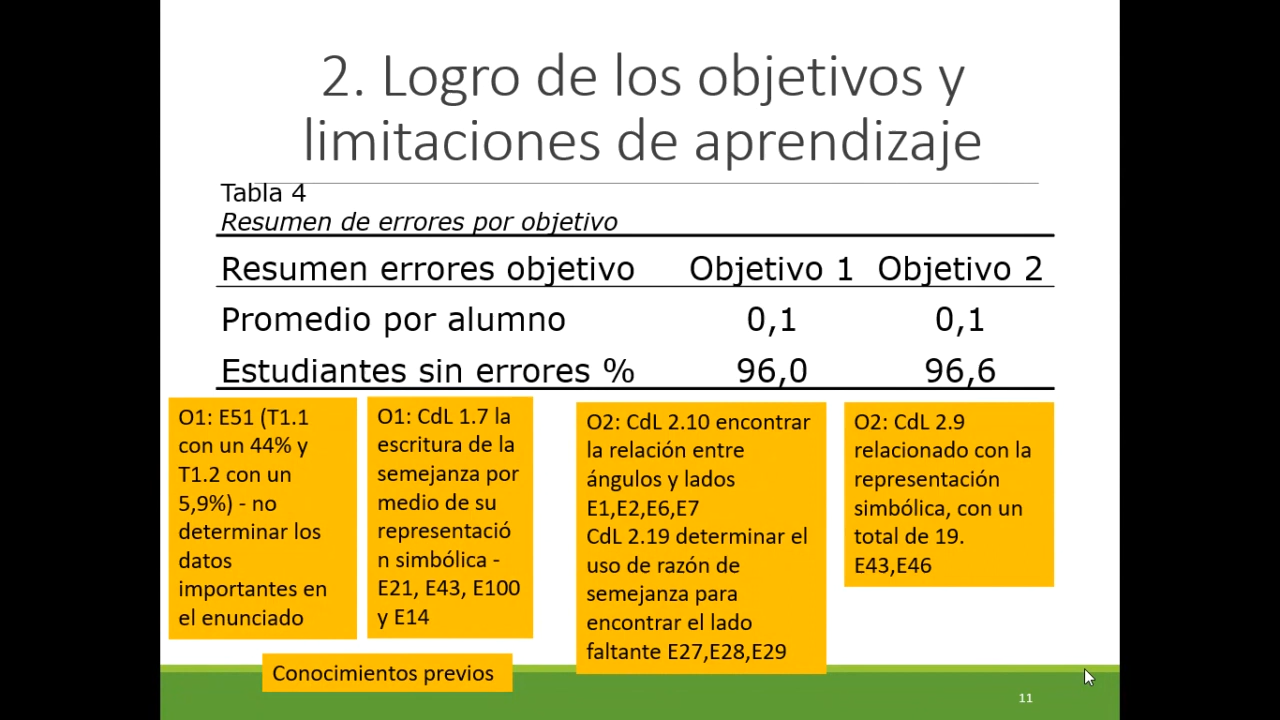 2. Logro de los objetivos y
limitaciones de aprendizaje
Tabla 4
Resumen de errores por objetivo
Resumen errores objetivo Objetivo 1 Objetivo 2
Promedio por alumno 0,1 0,1
Estudiantes sin errores % 96,0 96,6
O1: E51 (T1.1
con un 44% y
T1.2 con un
5,9%) - no
determinar los
datos
importantes en
el enunciado
O1: CdL 1.7 la
escritura de la
semejanza por
medio de su
representació
n simbólica -
E21, E43, E100
y E14
O2: CdL 2.10 encontrar
la relación entre
ángulos y lados
E1,E2,E6,E7
CdL 2.19 determinar el
uso de razón de
semejanza para
encontrar el lado
faltante E27,E28,E29
O2: CdL 2.9
relacionado con la
representación
simbólica, con un
total de 19.
E43,E46
Conocimientos previos
11